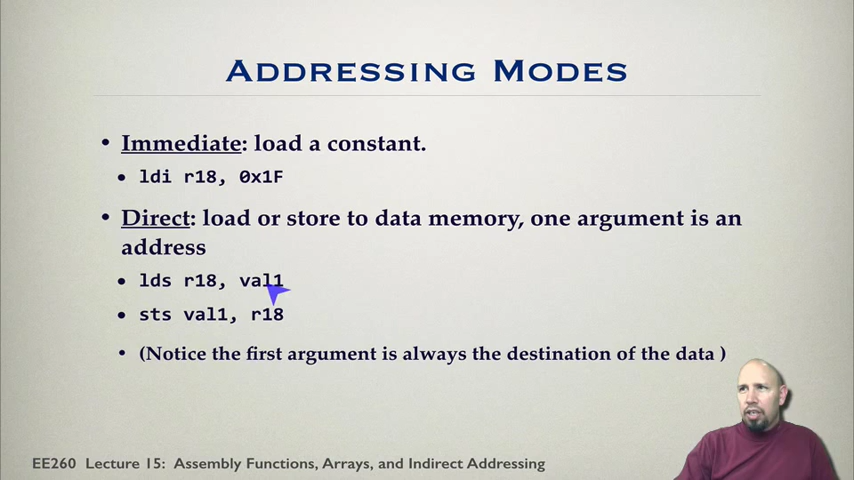 Addressing Modes
• Immediate: load a constant.
• ldi r18, 0x1F
• Direct: load or store to data memory, one argument is an
address
• lds r18, val1
• sts val1, r18
• (Notice the first argument is always the destination of the data )
EE260 Lecture 15: Assembly Functions, Arrays, and Indirect Addressing